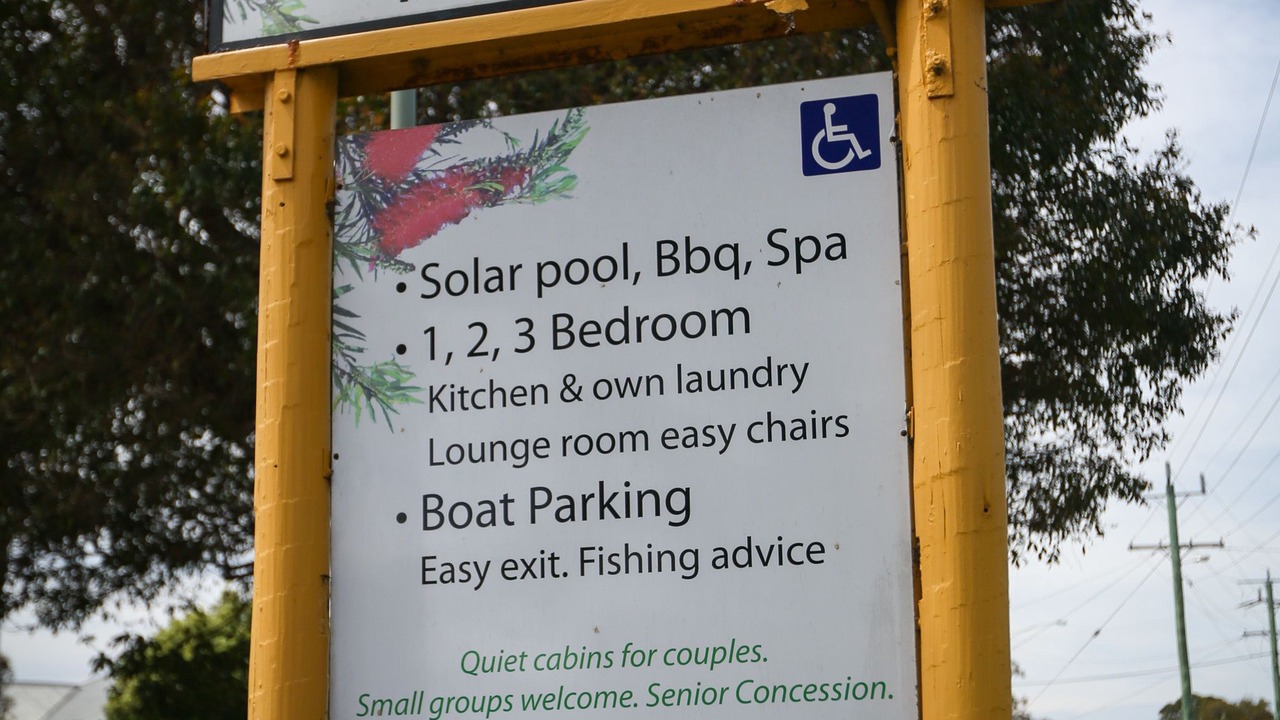 • Solar pool, Bbq, Spa
• 1, 2, 3 Bedroom
Kitchen & own laundry
Lounge room easy chairs
• Boat Parking
Easy exit. Fishing advice
Quiet cabins for couples.
Small groups welcome. Senior Concession.